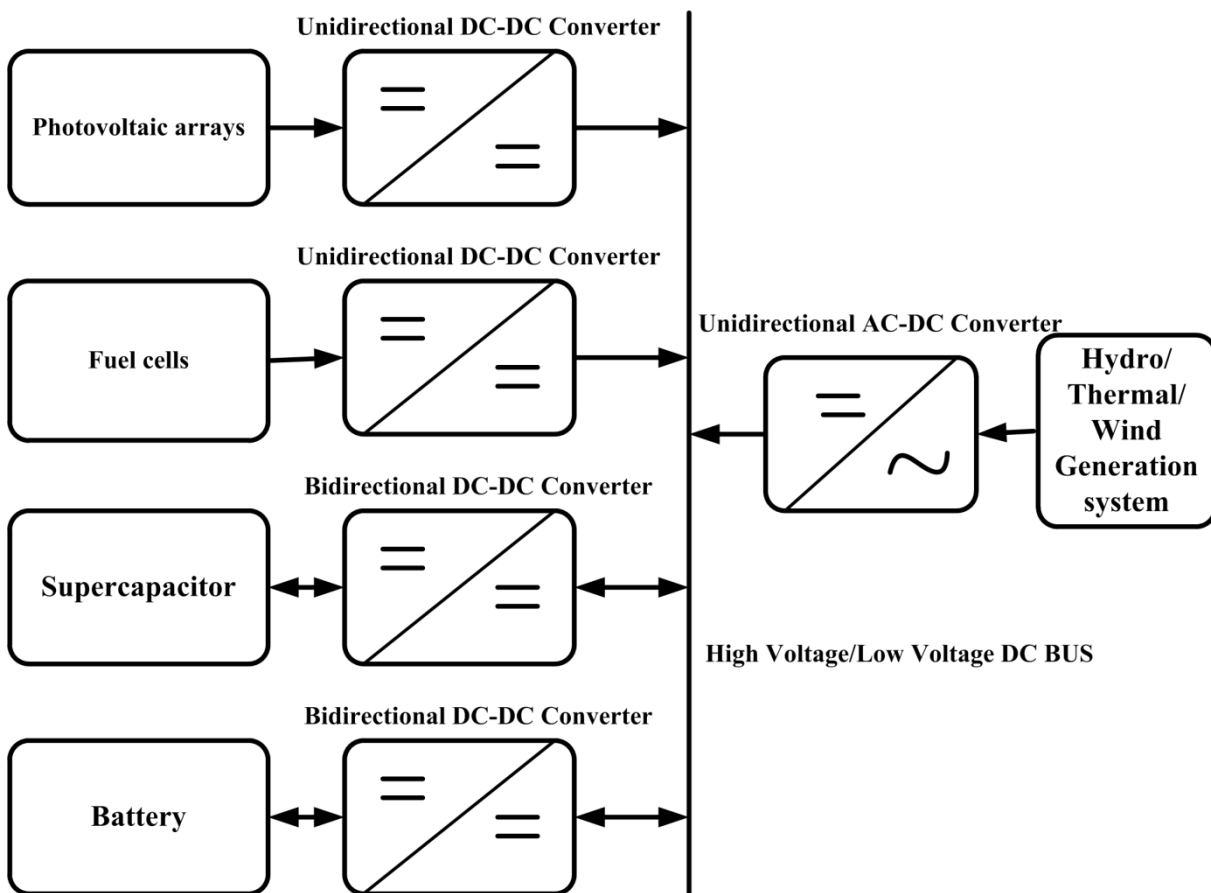 Unidirectional DC-DC Converter
Photovoltaic arrays
Unidirectional DC-DC Converter
Fuel cells
Bidirectional DC-DC Converter
Supercapacitor
Bidirectional DC-DC Converter
Battery
Unidirectional AC-DC Converter
Hydro/
Thermal/
Wind
Generation
system
High Voltage/Low Voltage DC BUS